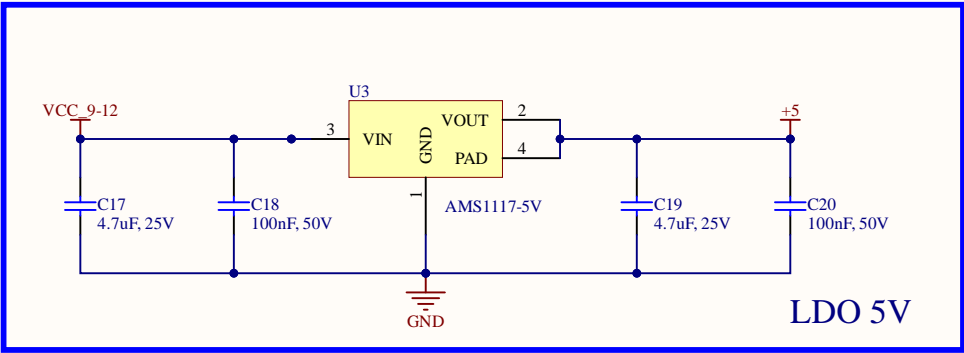 U3
VCC_9-12
+5
3
VIN
GND
VOUT
PAD
2
4
1
AMS1117-5V
C17
4.7uF, 25V
C18
100nF, 50V
C19
4.7uF, 25V
C20
100nF, 50V
GND
LDO 5V